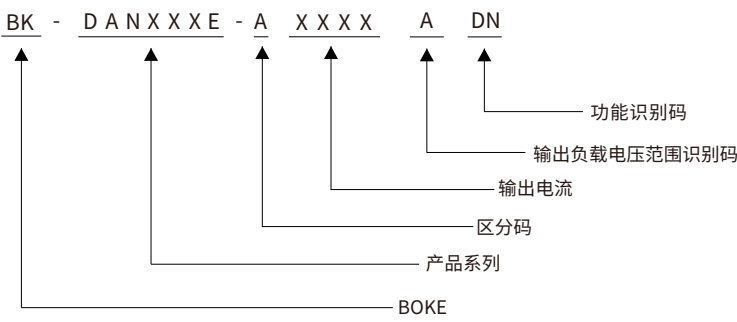 BK - DANXXXE - A XXXX A DN
功能识别码
输出负载电压范围识别码
输出电流
区分码
产品系列
BOKE